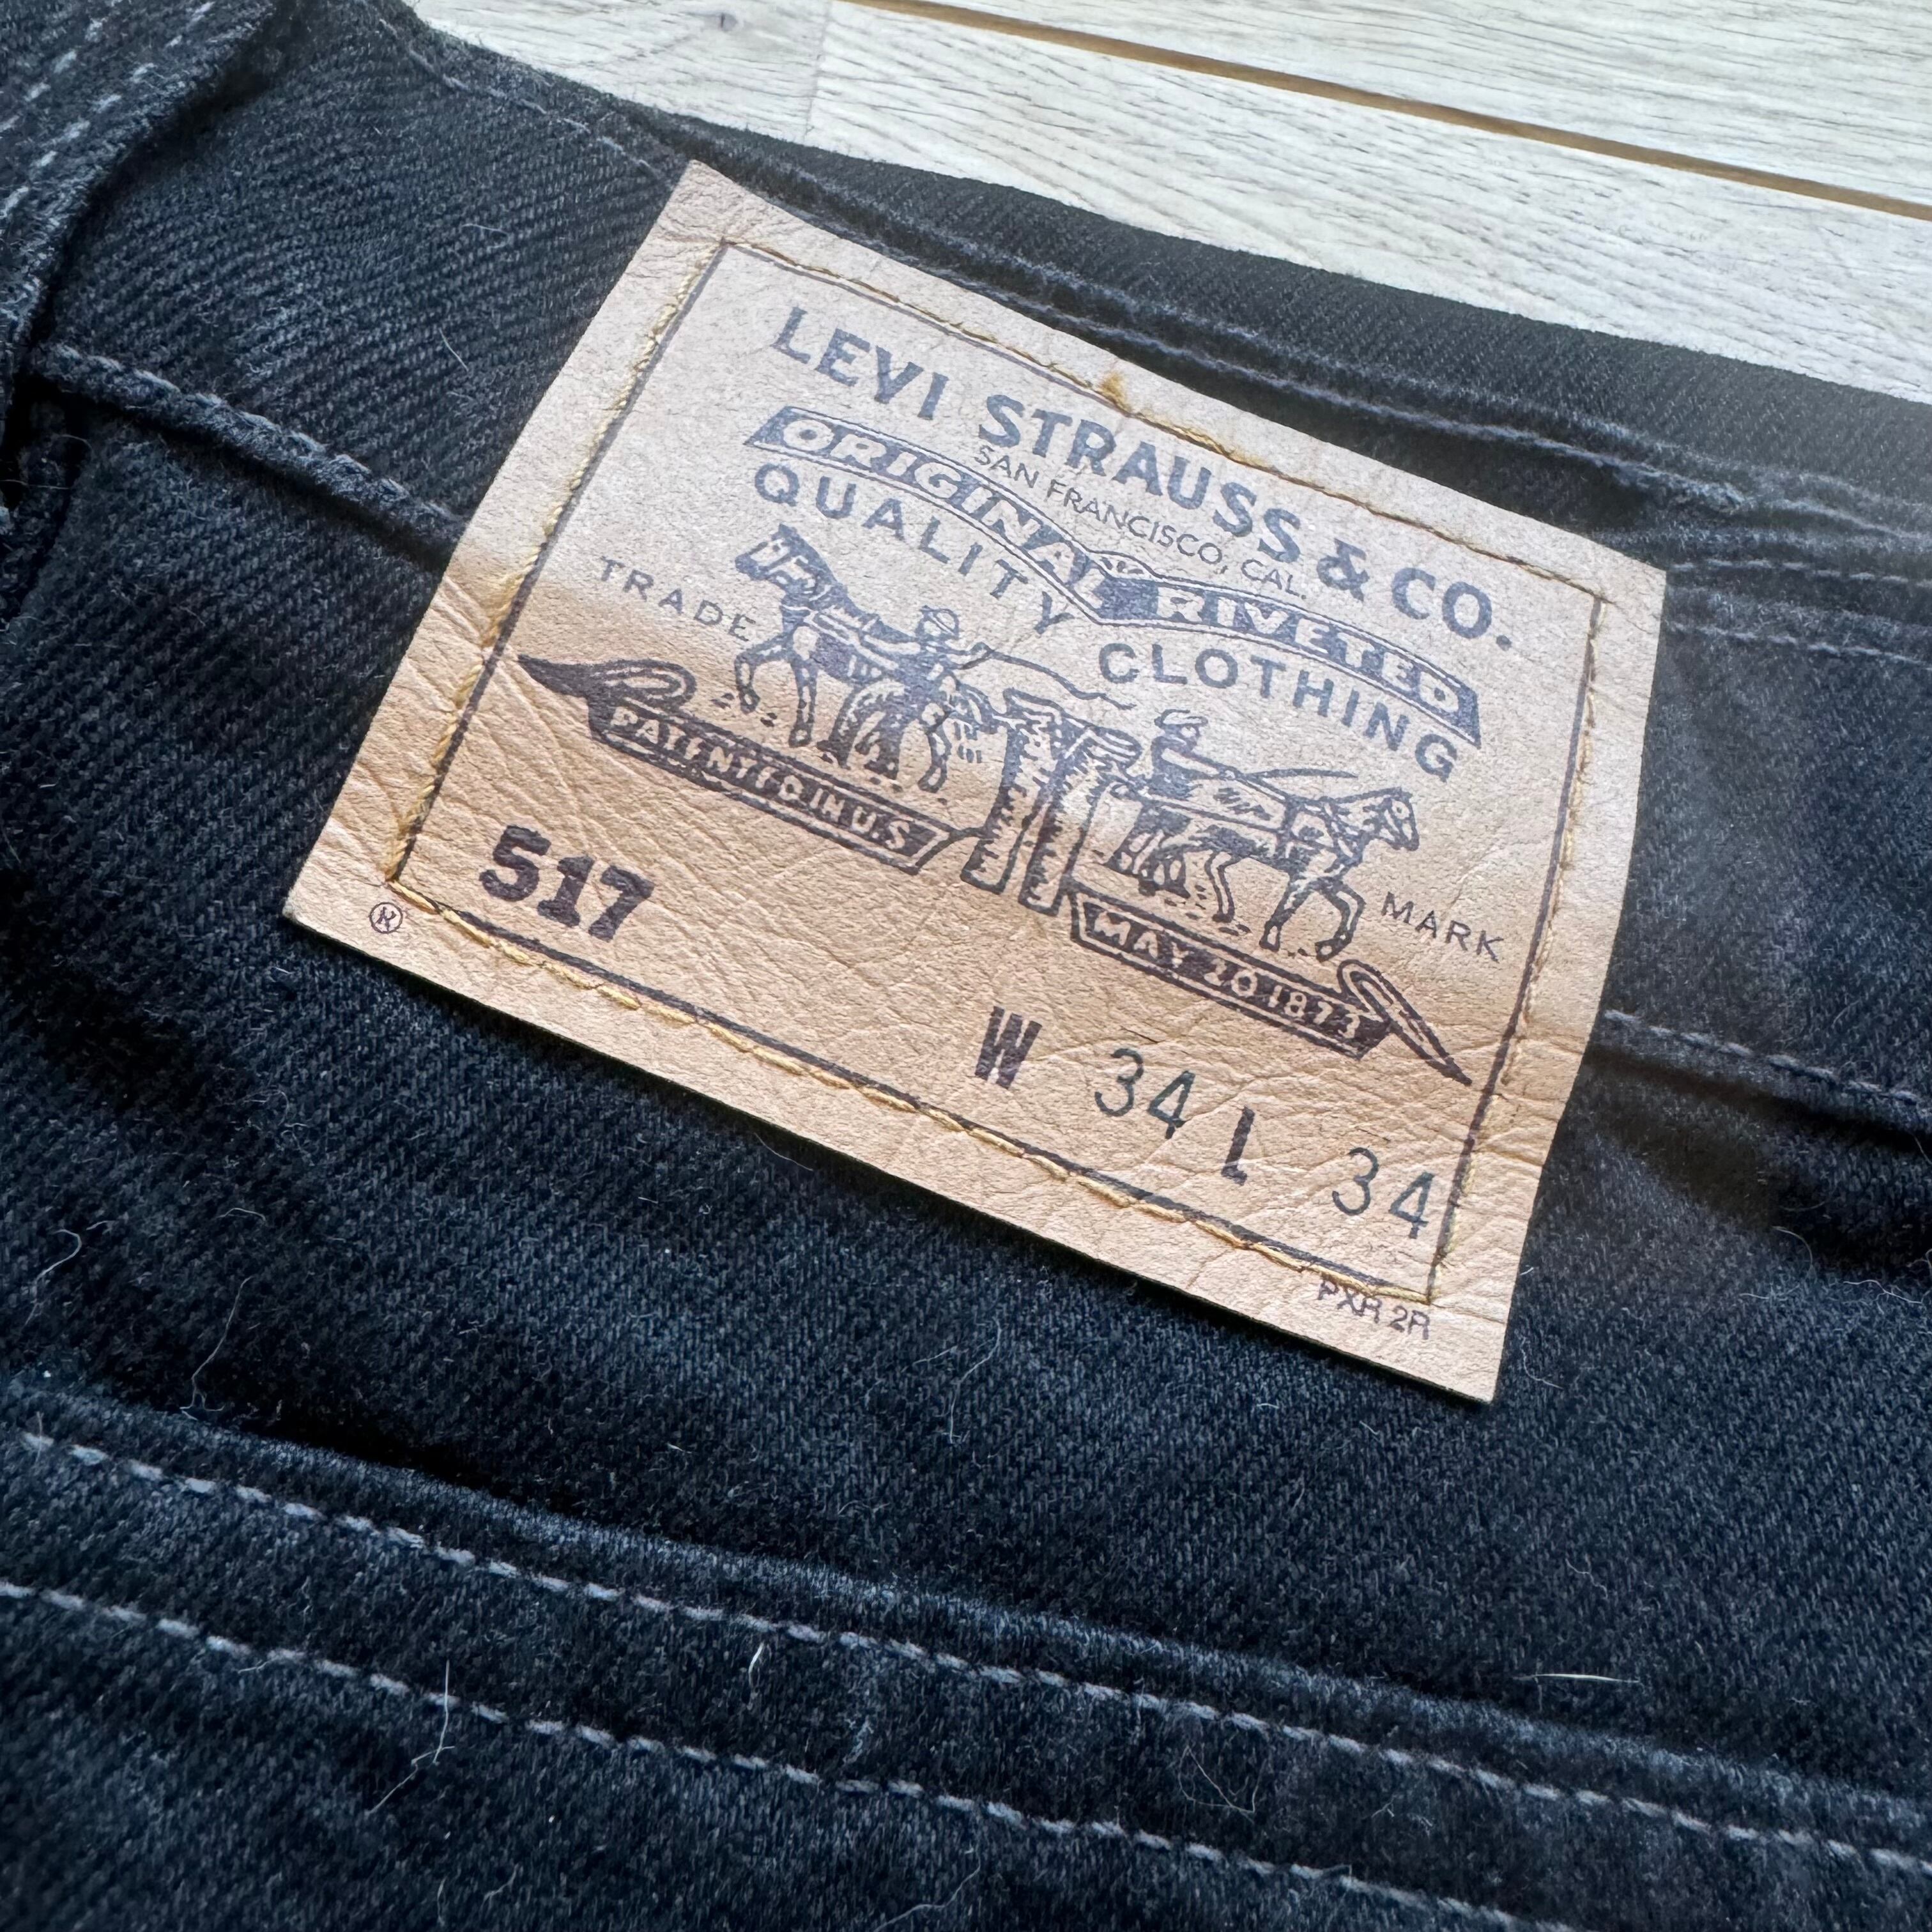 LEVI STRAUSS & CO.
SAN FRANCISCO, CAL.
ORIGINAL RIVETED
QUALITY CLOTHING
TRADE MARK
PATENTED IN U.S.
MAY 20 1873
517
W 34 L 34
®
PXR 2R